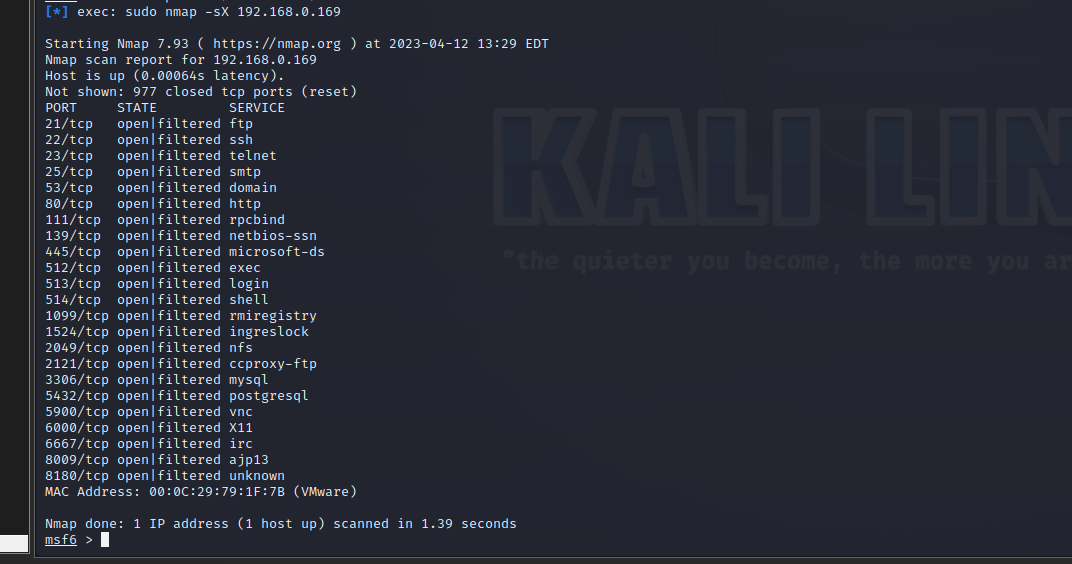 [*] exec: sudo nmap -sX 192.168.0.169
Starting Nmap 7.93 ( https://nmap.org ) at 2023-04-12 13:29 EDT
Nmap scan report for 192.168.0.169
Host is up (0.00064s latency).
Not shown: 977 closed tcp ports (reset)
PORT     STATE         SERVICE
21/tcp   open|filtered ftp
22/tcp   open|filtered ssh
23/tcp   open|filtered telnet
25/tcp   open|filtered smtp
53/tcp   open|filtered domain
80/tcp   open|filtered http
111/tcp  open|filtered rpcbind
139/tcp  open|filtered netbios-ssn
445/tcp  open|filtered microsoft-ds
512/tcp  open|filtered exec
513/tcp  open|filtered login
514/tcp  open|filtered shell
1099/tcp open|filtered rmiregistry
1524/tcp open|filtered ingreslock
2049/tcp open|filtered nfs
2121/tcp open|filtered ccproxy-ftp
3306/tcp open|filtered mysql
5432/tcp open|filtered postgresql
5900/tcp open|filtered vnc
6000/tcp open|filtered X11
6667/tcp open|filtered irc
8009/tcp open|filtered ajp13
8180/tcp open|filtered unknown
MAC Address: 00:0C:29:79:1F:7B (VMware)
Nmap done: 1 IP address (1 host up) scanned in 1.39 seconds
msf6 >
KALI LIN
"the quieter you become, the more you ar